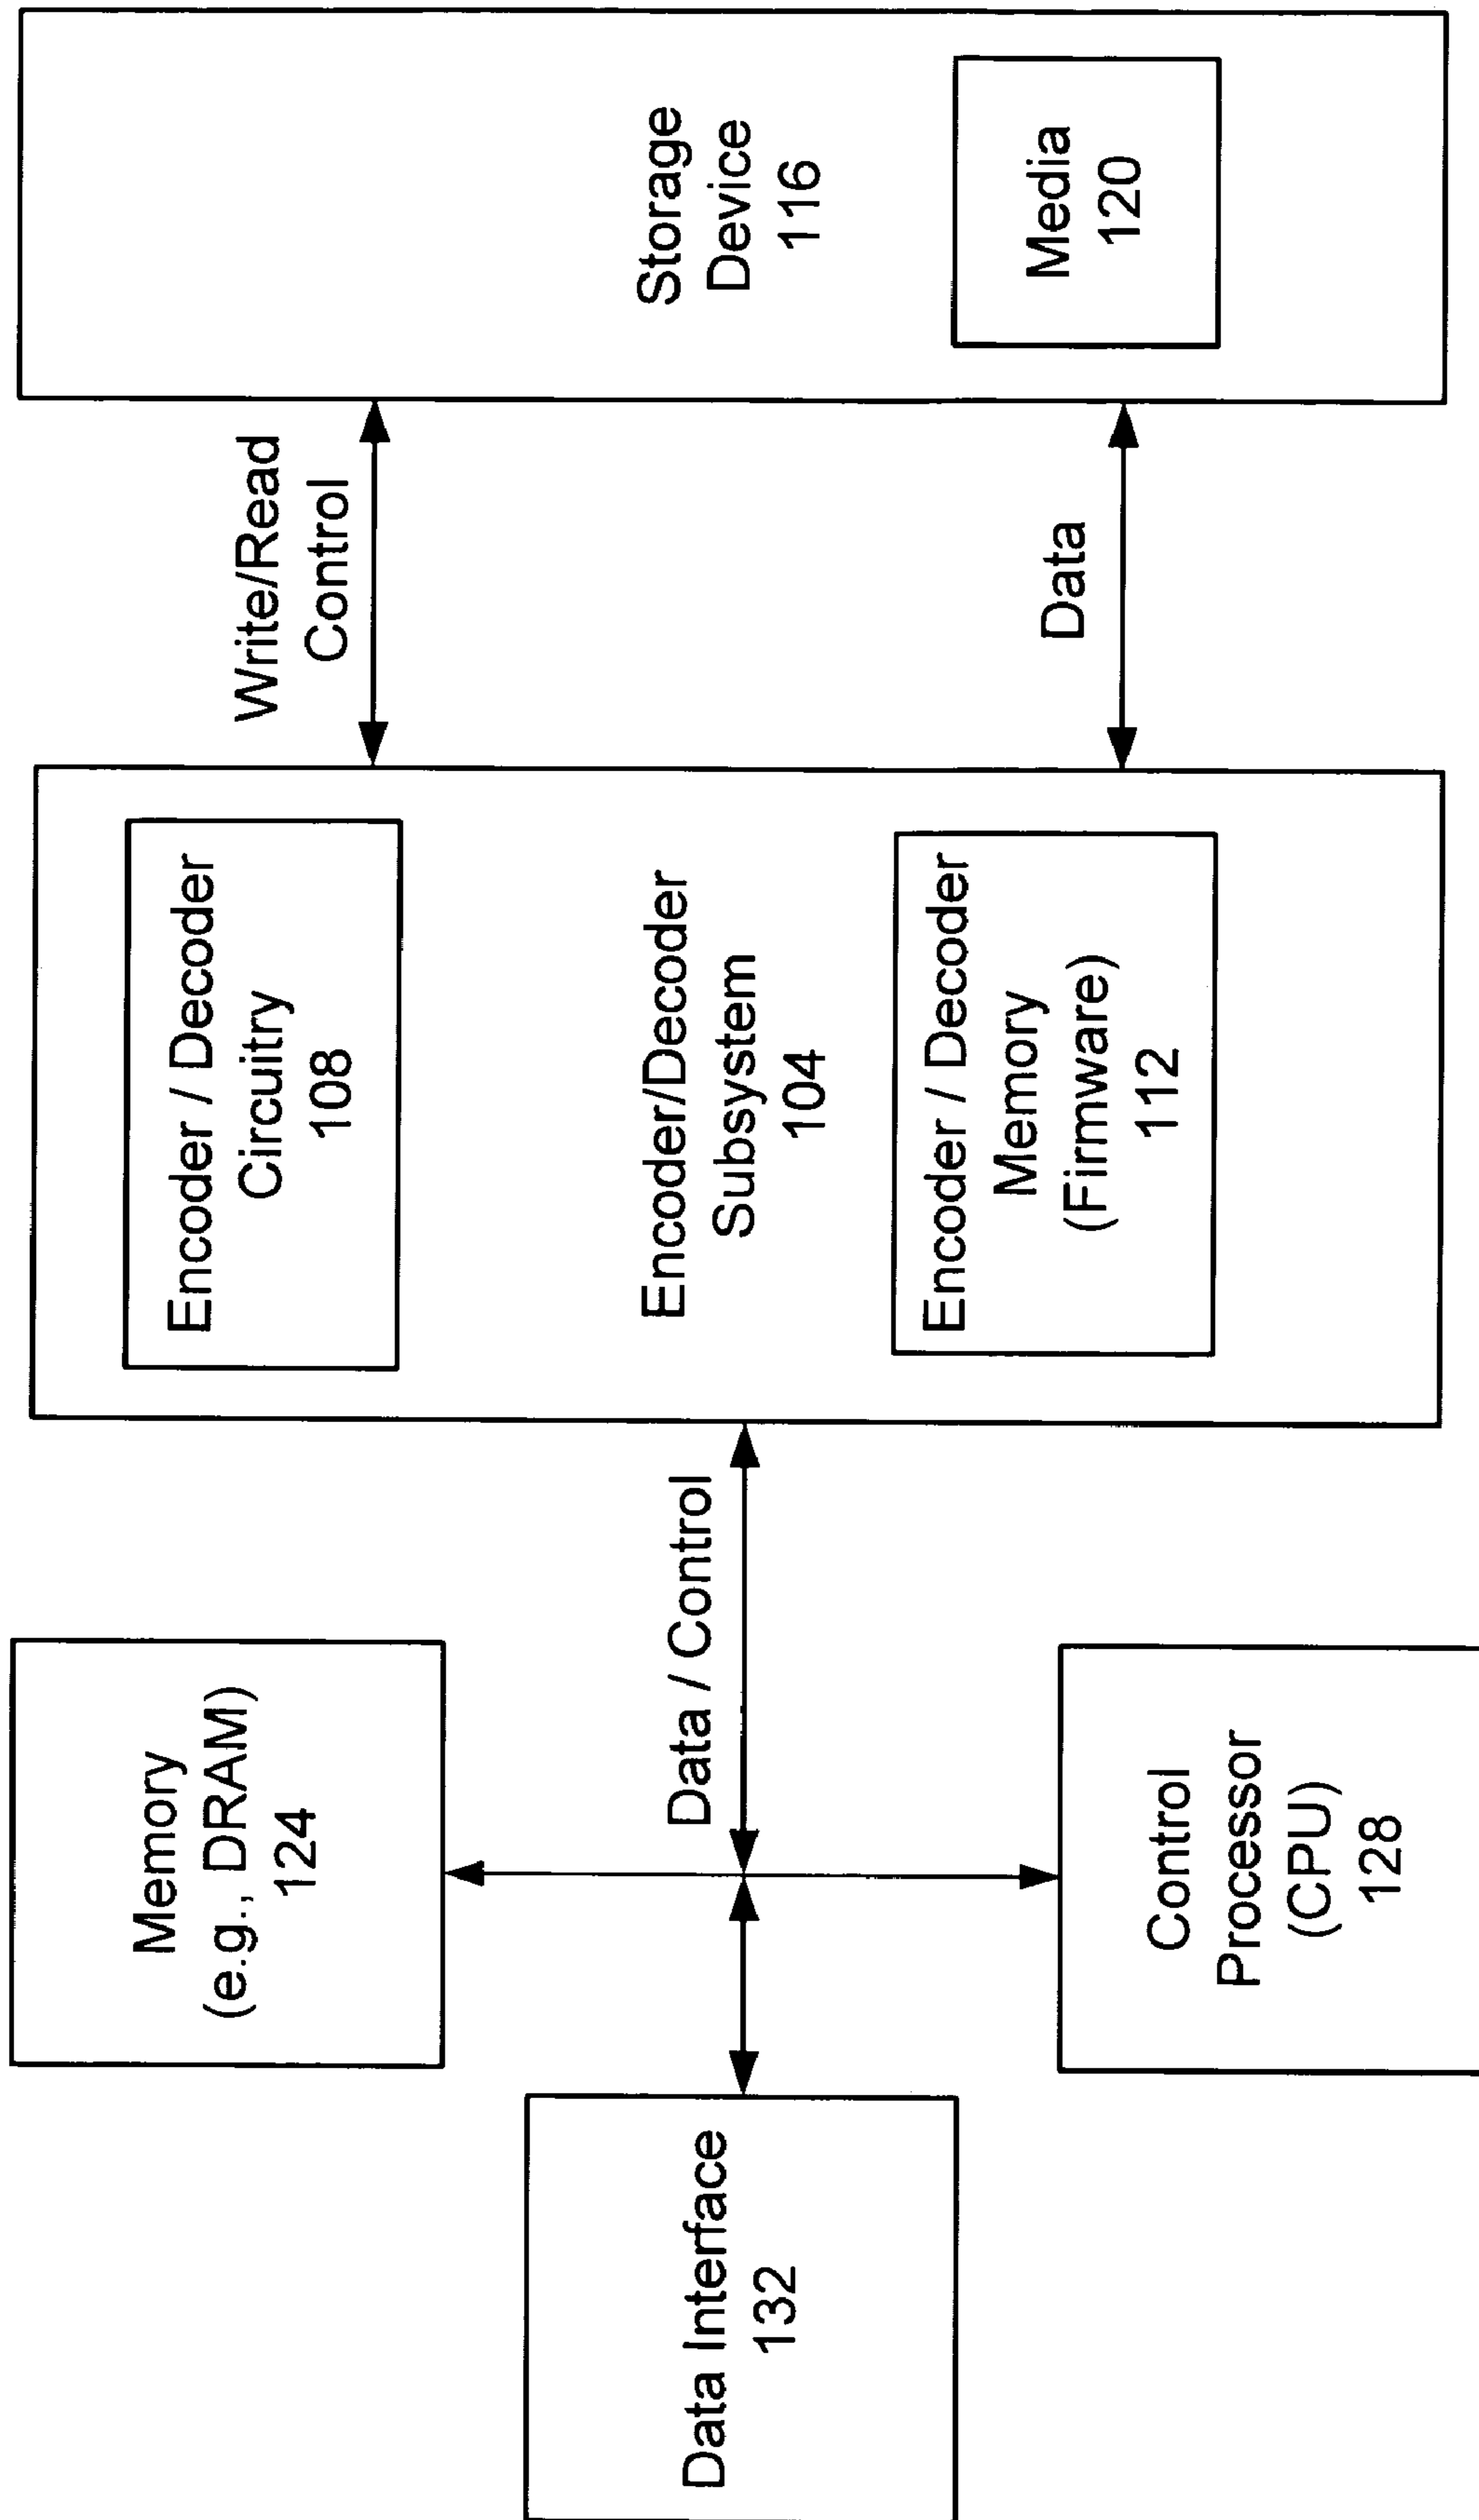 Data Interface
132
Memory
(e.g., DRAM)
124
Control
Processor
(CPU)
128
Data / Control
Encoder / Decoder
Circuitry
108
Encoder/Decoder
Subsystem
104
Encoder / Decoder
Memory
(Firmware)
112
Write/Read
Control
Data
Storage
Device
116
Media
120